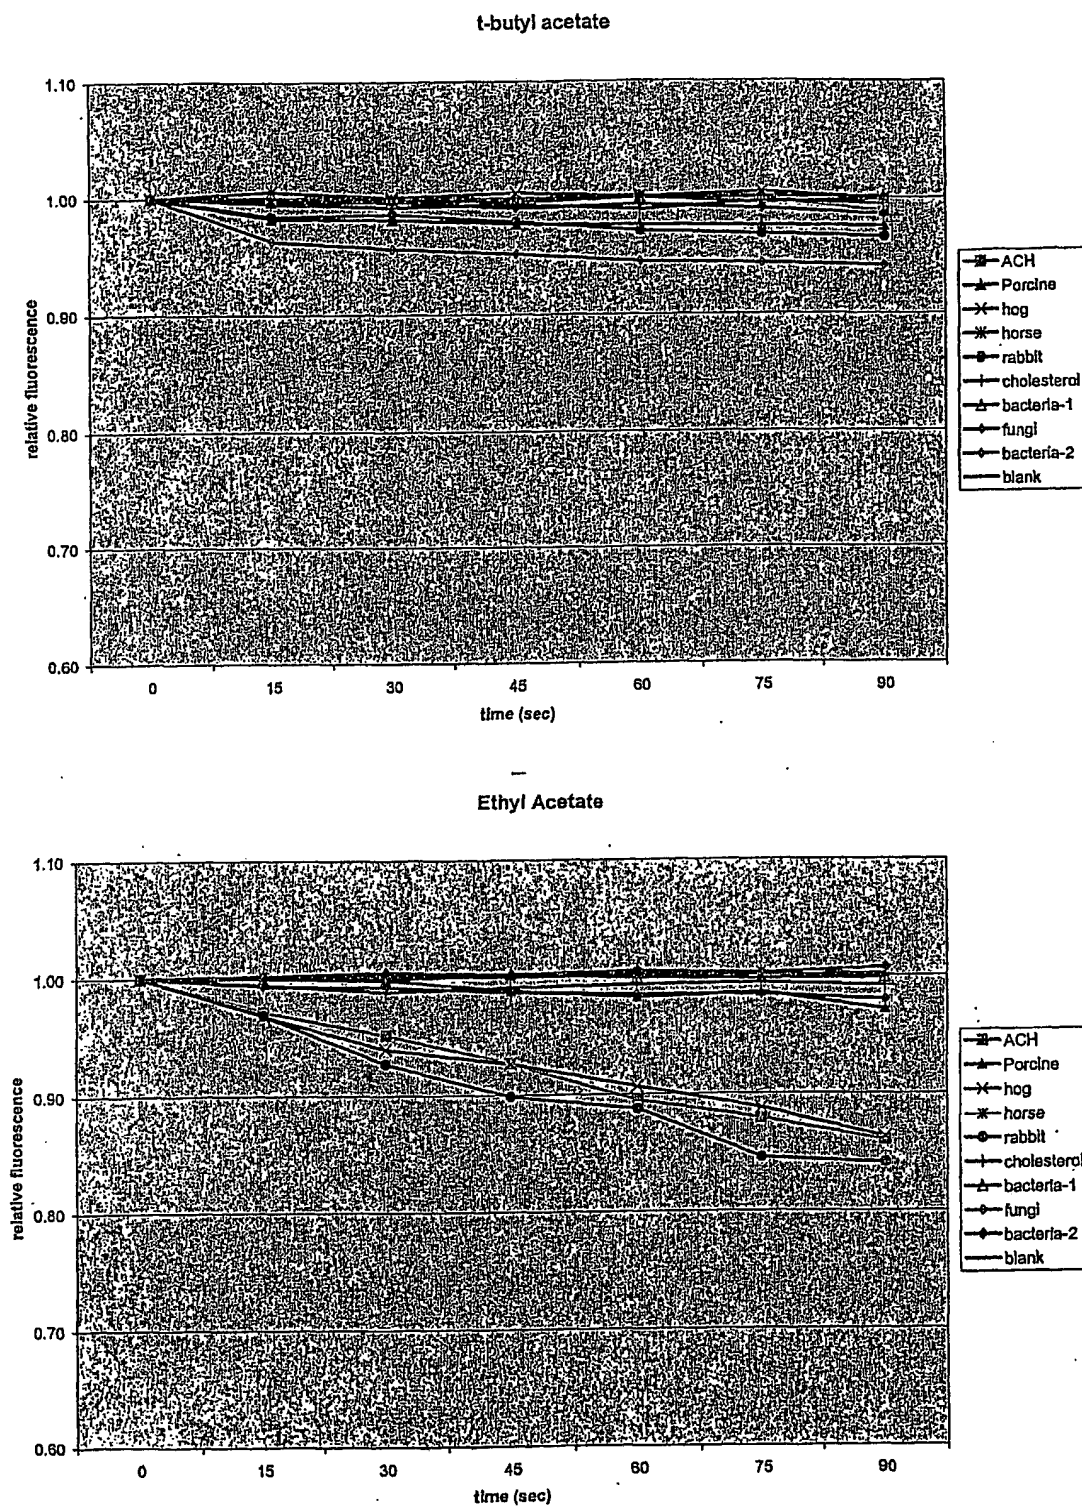 t-butyl acetate
1.10
1.00
0.90
0.80
0.70
0.60
relative fluorescence
0 15 30 45 60 75 90
time (sec)
ACH
Porcine
hog
horse
rabbit
cholesterol
bacteria-1
fungi
bacteria-2
blank
Ethyl Acetate
1.10
1.00
0.90
0.80
0.70
0.60
relative fluorescence
0 15 30 45 60 75 90
time (sec)
ACH
Porcine
hog
horse
rabbit
cholesterol
bacteria-1
fungi
bacteria-2
blank